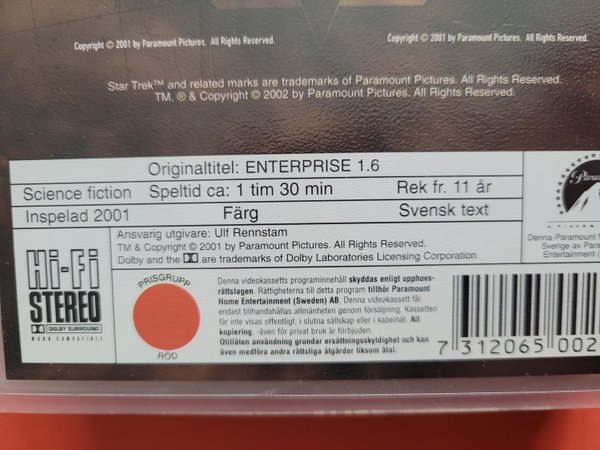 Copyright © 2001 by Paramount Pictures. All Rights Reserved.
Copyright © 2001 by Paramount Pictures. All Rights Reserved.
Star Trek™ and related marks are trademarks of Paramount Pictures. All Rights Reserved.
TM, ® & Copyright © 2002 by Paramount Pictures. All Rights Reserved.
Originaltitel: ENTERPRISE 1.6
Science fiction Speltid ca: 1 tim 30 min Rek fr. 11 år
Inspelad 2001 Färg Svensk text
Ansvarig utgivare: Ulf Rennstam
TM & Copyright © 2001 by Paramount Pictures. All Rights Reserved.
Dolby and the DD are trademarks of Dolby Laboratories Licensing Corporation
Paramount
Denna Paramount
Sverige av Para
Entertainment (
Hi-Fi
STEREO
DOLBY SURROUND
PRISGRUPP
RÖD
Denna videokassetts programinnehåll skyddas enligt upphovs-
rättslagen. Rättigheterna till detta program tillhör Paramount
Home Entertainment (Sweden) AB. Denna videokassett får
endast tillhandahållas allmänheten genom försäljning. Kassetten
får inte visas offentligt, i slutna sällskap eller i kabelnät. All
kopiering, -även för privat bruk är förbjuden.
Otillåten användning grundar ersättningsskyldighet och kan
även medföra andra rättsliga åtgärder liksom åtal.
7 312065 002